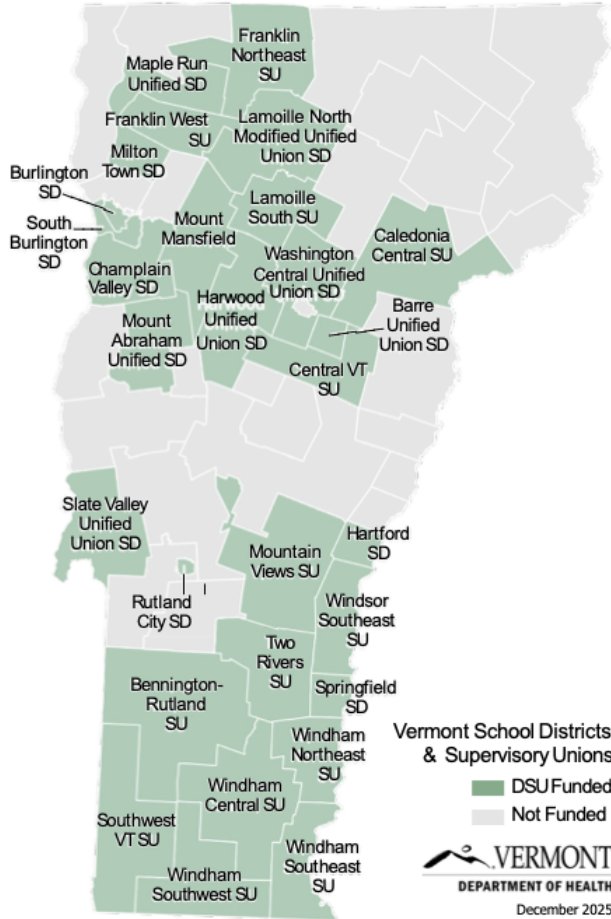 Franklin
Northeast
SU
Maple Run
Unified SD
Franklin West
SU
Lamoille North
Modified Unified
Union SD
Milton
Town SD
Burlington
SD
South
Burlington
SD
Mount
Mansfield
Lamoille
South SU
Caledonia
Central SU
Washington
Central Unified
Union SD
Champlain
Valley SD
Harwood
Unified
Union SD
Barre
Unified
Union SD
Mount
Abraham
Unified SD
Central VT
SU
Slate Valley
Unified
Union SD
Mountain
Views SU
Hartford
SD
Rutland
City SD
Windsor
Southeast
SU
Two
Rivers
SU
Bennington-
Rutland
SU
Springfield
SD
Windham
Northeast
SU
Windham
Central SU
Southwest
VT SU
Windham
Southeast
SU
Windham
Southwest SU
Vermont School Districts
& Supervisory Unions
DSU Funded
Not Funded
VERMONT
DEPARTMENT OF HEALTH
December 2025